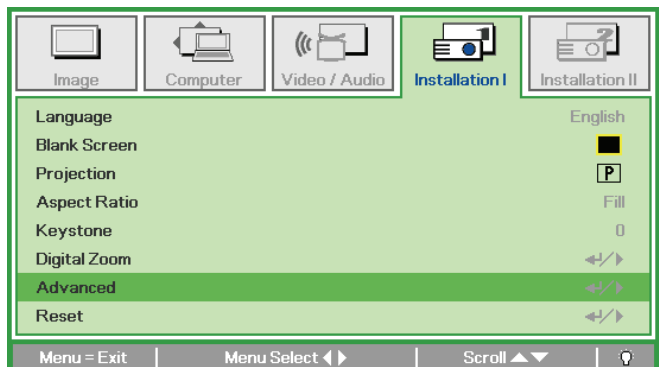 Image Computer Video / Audio Installation I Installation II
Language English
Blank Screen
Projection P
Aspect Ratio Fill
Keystone 0
Digital Zoom
Advanced
Reset
Menu = Exit Menu Select Scroll